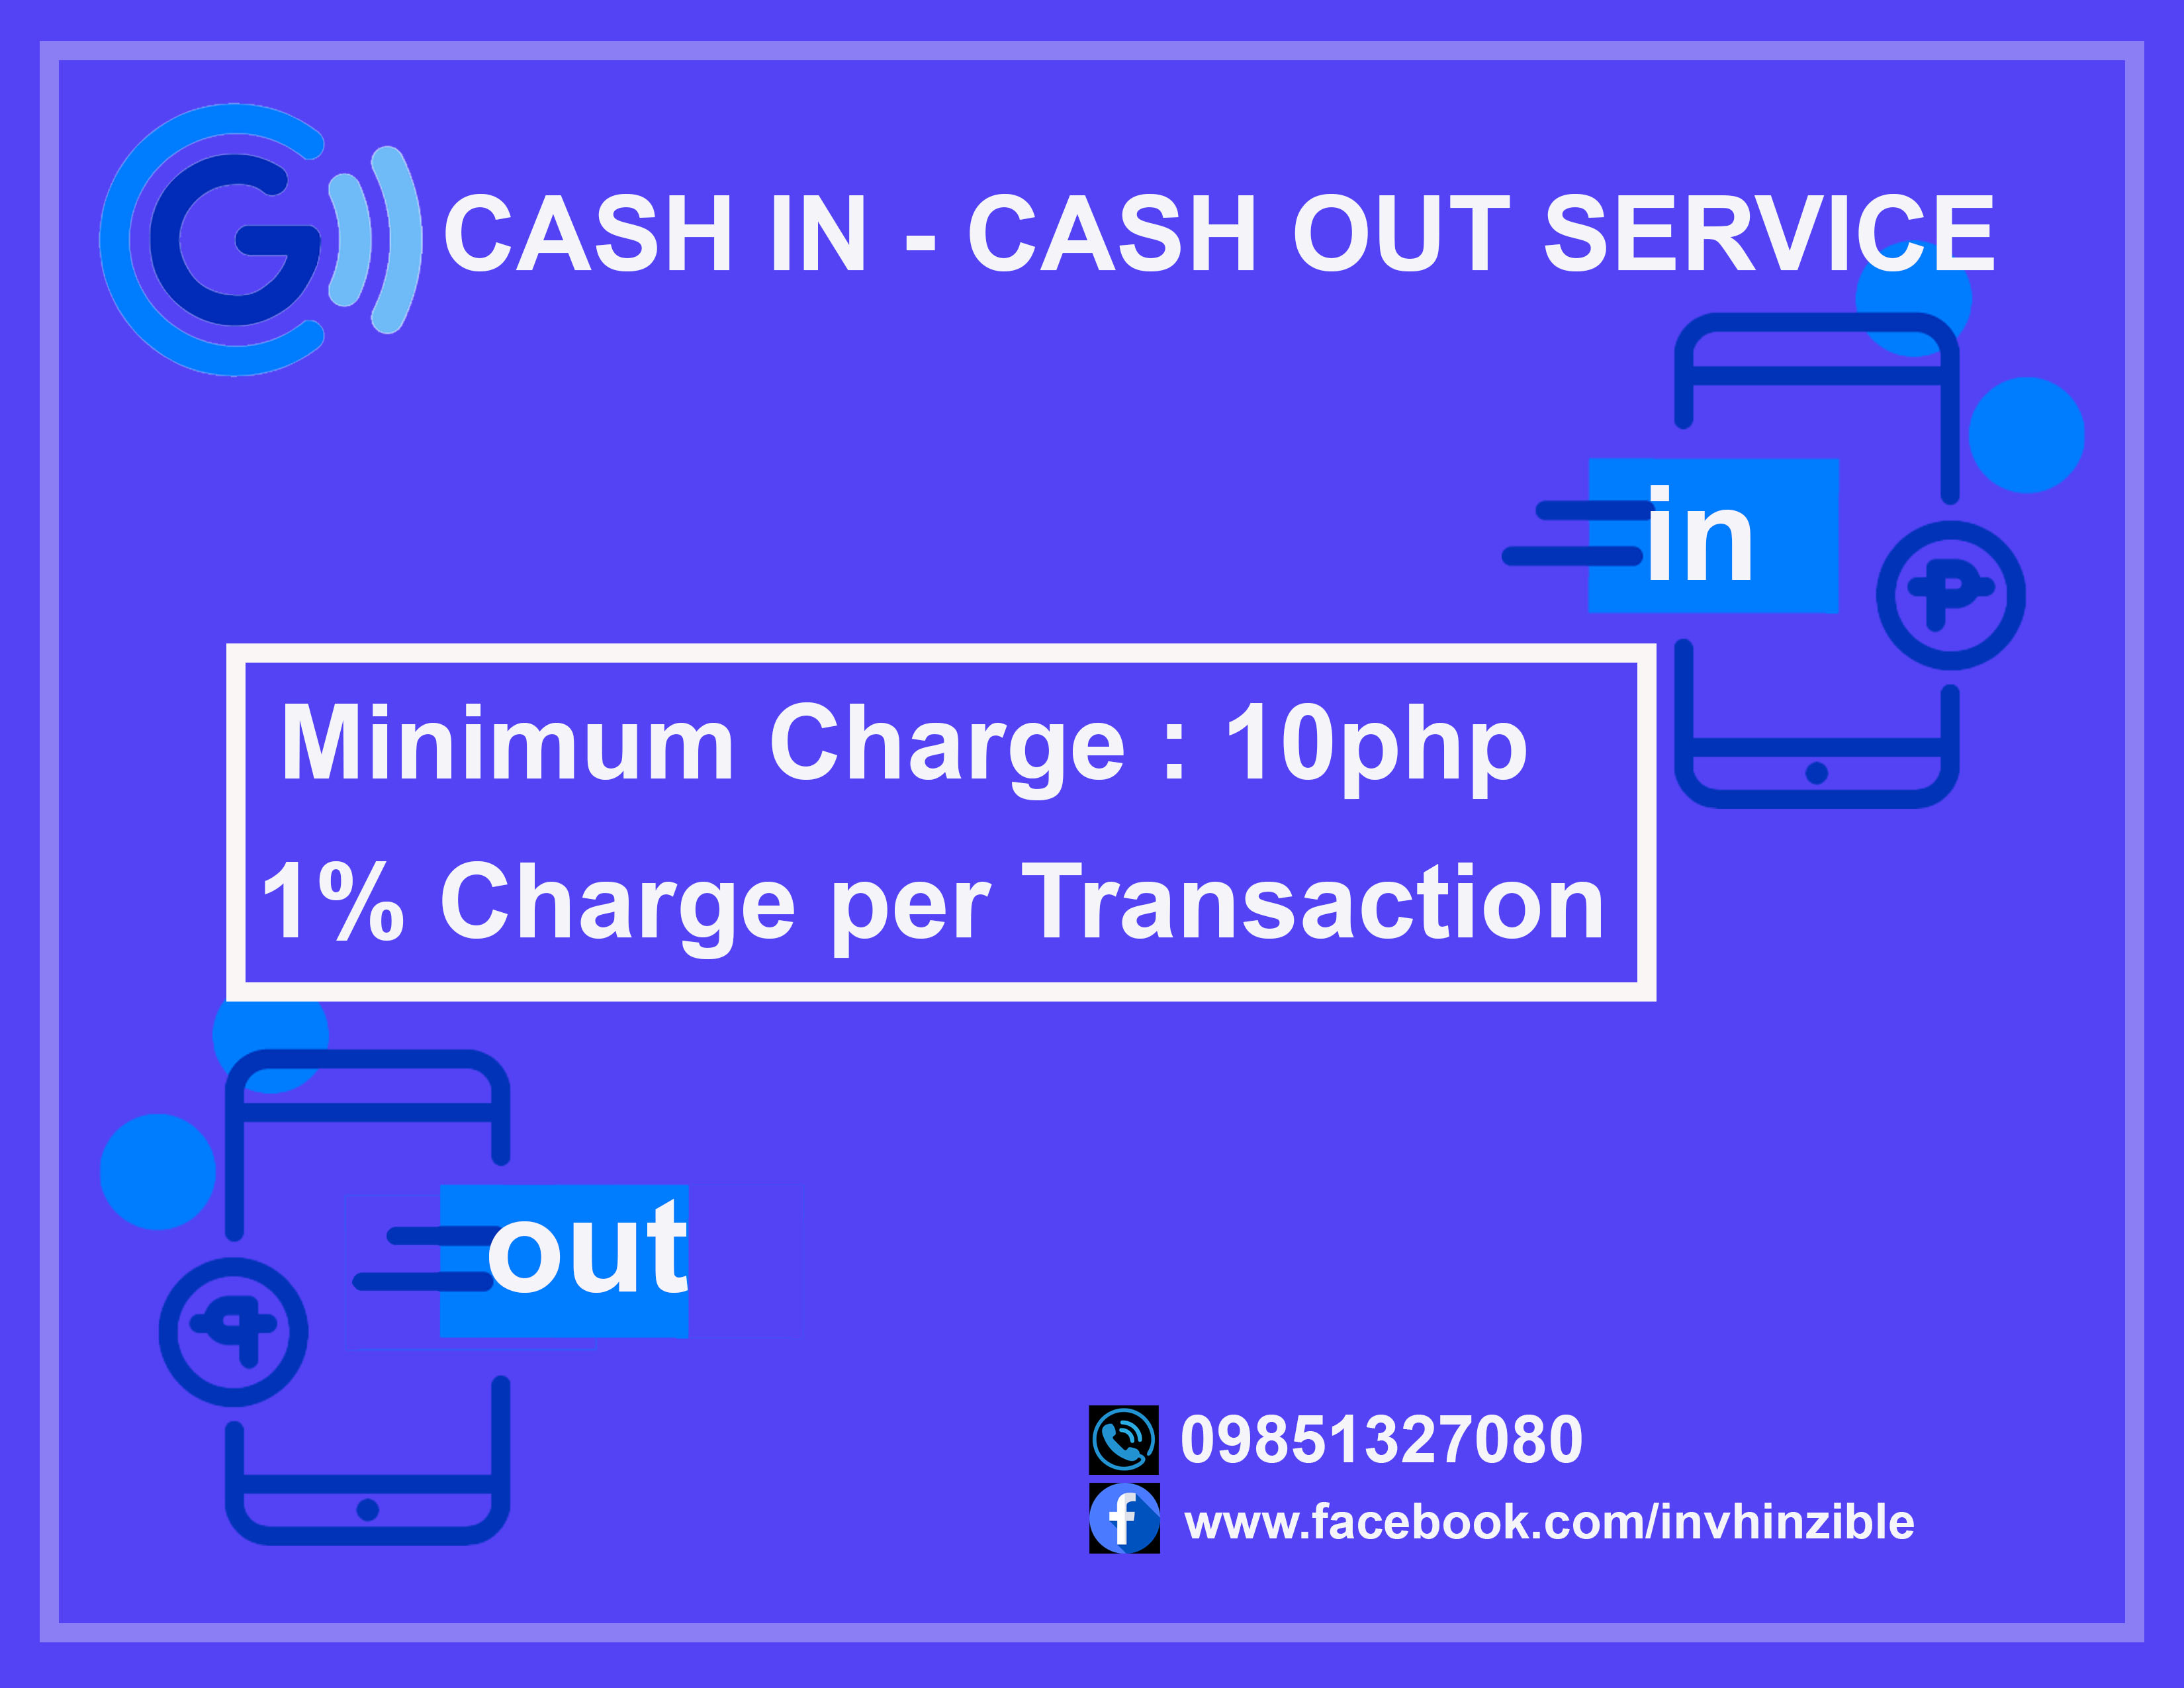 G
CASH IN - CASH OUT SERVICE
in
₱
Minimum Charge : 10php
1% Charge per Transaction
out
09851327080
www.facebook.com/invhinzible